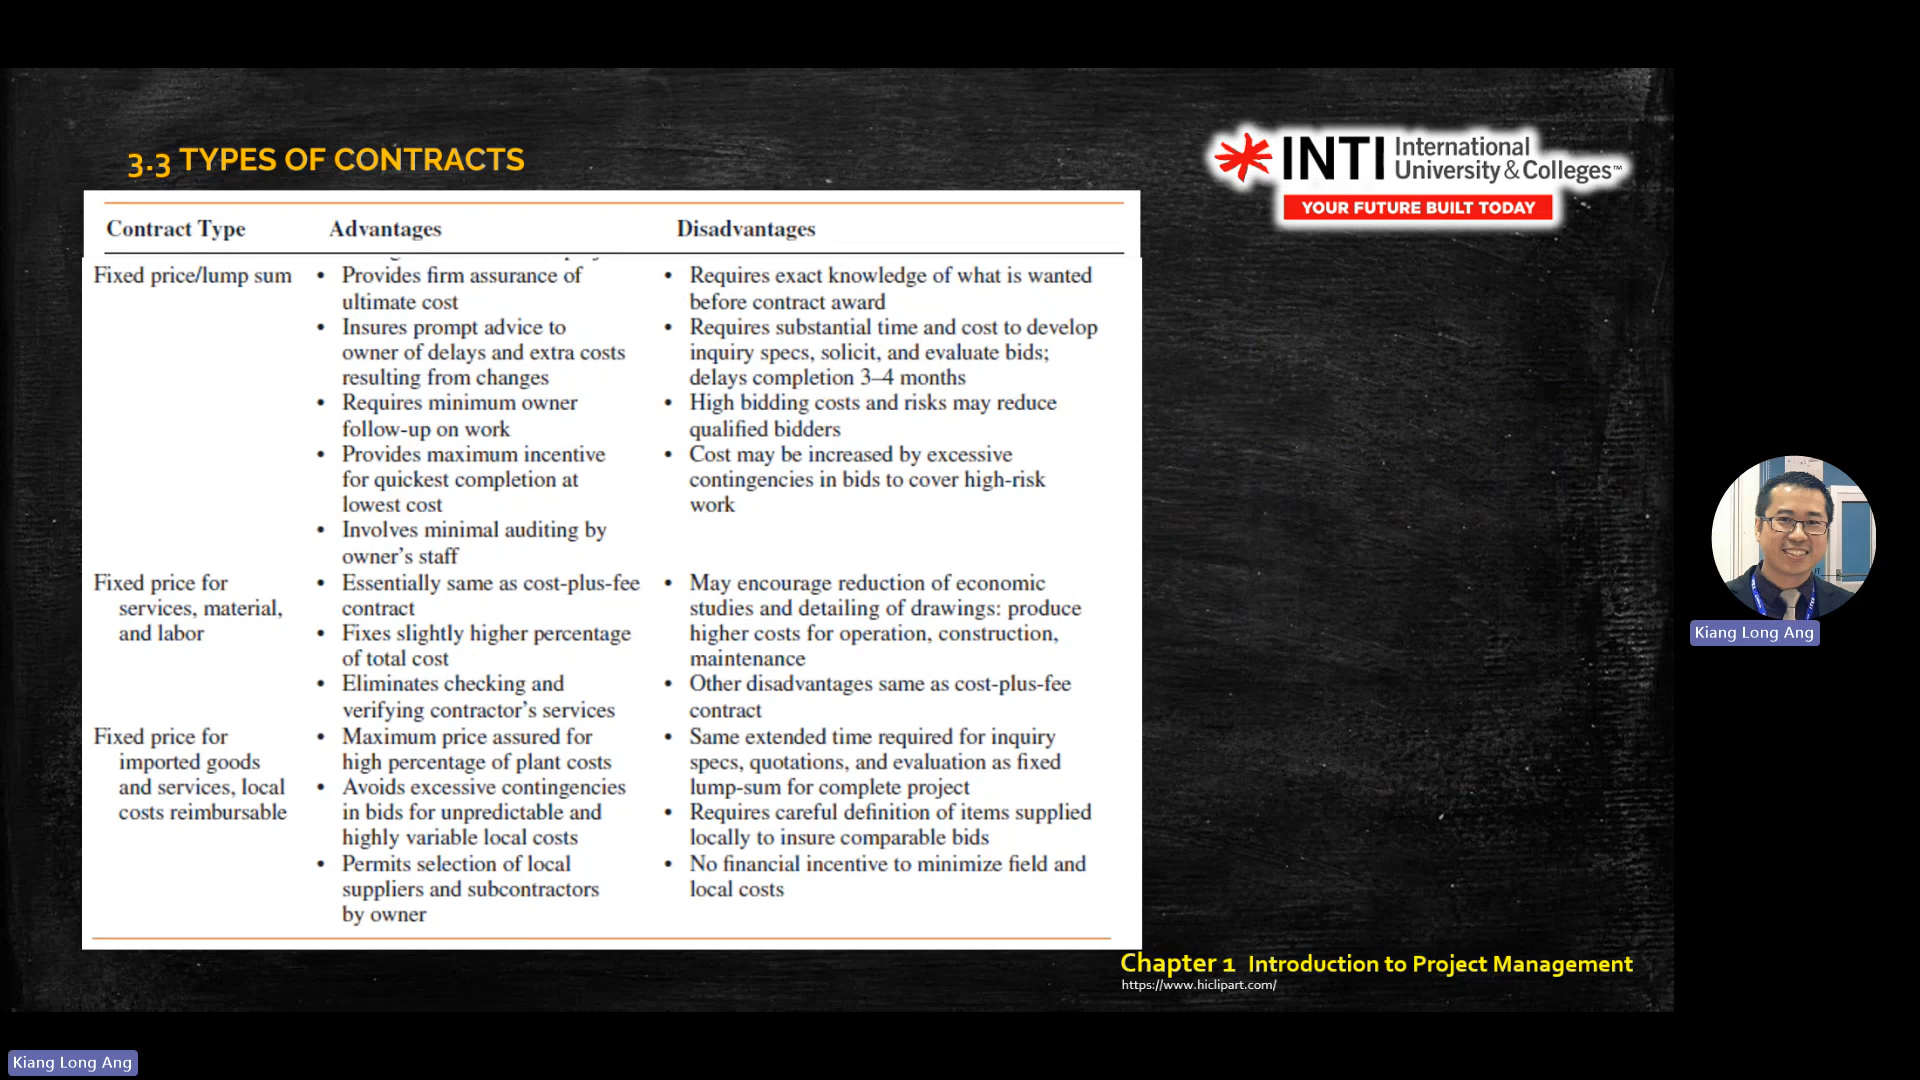 3.3 TYPES OF CONTRACTS
INTI International
University & Colleges™
YOUR FUTURE BUILT TODAY
Contract Type Advantages Disadvantages
Fixed price/lump sum
• Provides firm assurance of
ultimate cost
• Insures prompt advice to
owner of delays and extra costs
resulting from changes
• Requires minimum owner
follow-up on work
• Provides maximum incentive
for quickest completion at
lowest cost
• Involves minimal auditing by
owner's staff
• Requires exact knowledge of what is wanted
before contract award
• Requires substantial time and cost to develop
inquiry specs, solicit, and evaluate bids;
delays completion 3–4 months
• High bidding costs and risks may reduce
qualified bidders
• Cost may be increased by excessive
contingencies in bids to cover high-risk
work
Fixed price for
services, material,
and labor
• Essentially same as cost-plus-fee
contract
• Fixes slightly higher percentage
of total cost
• Eliminates checking and
verifying contractor's services
• May encourage reduction of economic
studies and detailing of drawings: produce
higher costs for operation, construction,
maintenance
• Other disadvantages same as cost-plus-fee
contract
Fixed price for
imported goods
and services, local
costs reimbursable
• Maximum price assured for
high percentage of plant costs
• Avoids excessive contingencies
in bids for unpredictable and
highly variable local costs
• Permits selection of local
suppliers and subcontractors
by owner
• Same extended time required for inquiry
specs, quotations, and evaluation as fixed
lump-sum for complete project
• Requires careful definition of items supplied
locally to insure comparable bids
• No financial incentive to minimize field and
local costs
Chapter 1 Introduction to Project Management
https://www.hiclipart.com/
Kiang Long Ang
Kiang Long Ang